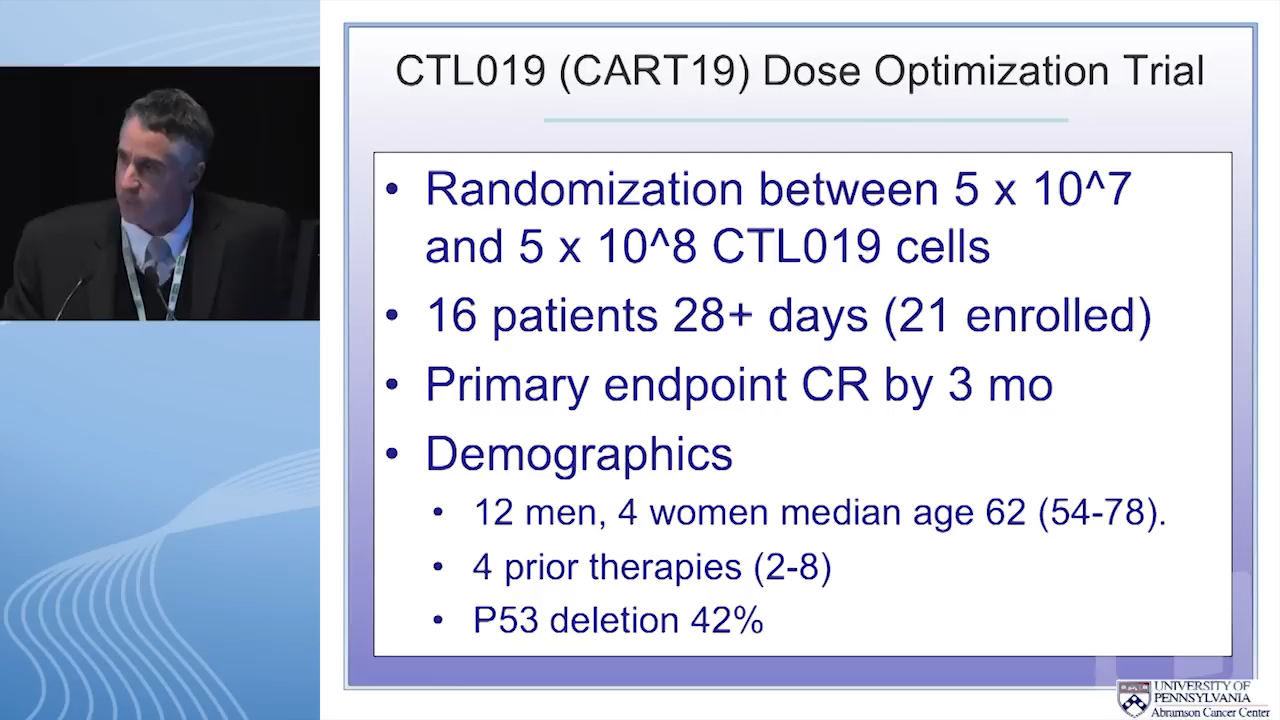 CTL019 (CART19) Dose Optimization Trial
• Randomization between 5 x 10^7
and 5 x 10^8 CTL019 cells
• 16 patients 28+ days (21 enrolled)
• Primary endpoint CR by 3 mo
• Demographics
• 12 men, 4 women median age 62 (54-78).
• 4 prior therapies (2-8)
• P53 deletion 42%
UNIVERSITY OF
PENNSYLVANIA
Abramson Cancer Center